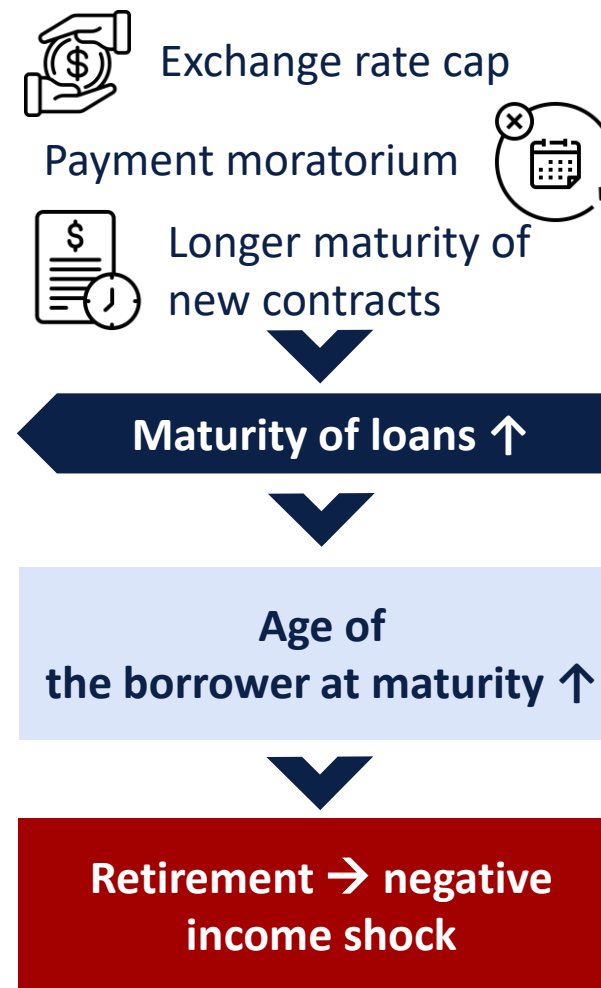 Exchange rate cap
Payment moratorium
Longer maturity of
new contracts
Maturity of loans ↑
Age of
the borrower at maturity ↑
Retirement → negative
income shock